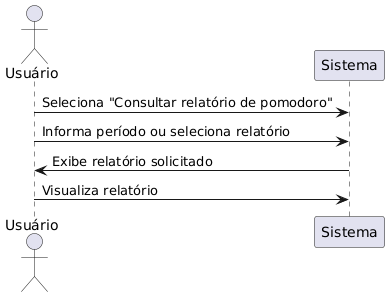 Usuário
Sistema
Seleciona "Consultar relatório de pomodoro"
Informa período ou seleciona relatório
Exibe relatório solicitado
Visualiza relatório
Usuário
Sistema